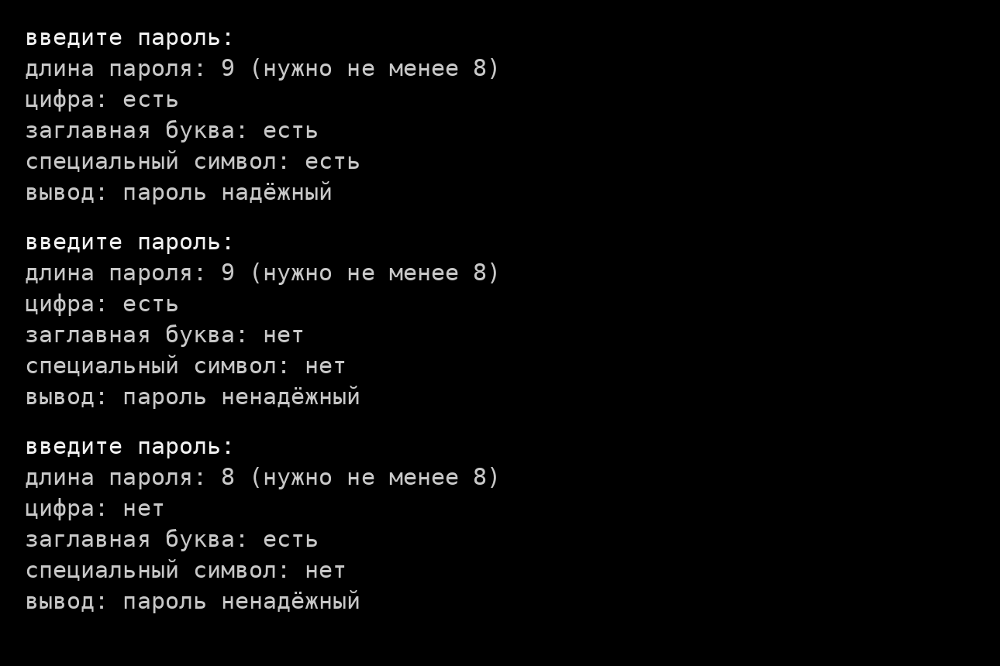 введите пароль:
длина пароля: 9 (нужно не менее 8)
цифра: есть
заглавная буква: есть
специальный символ: есть
вывод: пароль надёжный
введите пароль:
длина пароля: 9 (нужно не менее 8)
цифра: есть
заглавная буква: нет
специальный символ: нет
вывод: пароль ненадёжный
введите пароль:
длина пароля: 8 (нужно не менее 8)
цифра: нет
заглавная буква: есть
специальный символ: нет
вывод: пароль ненадёжный